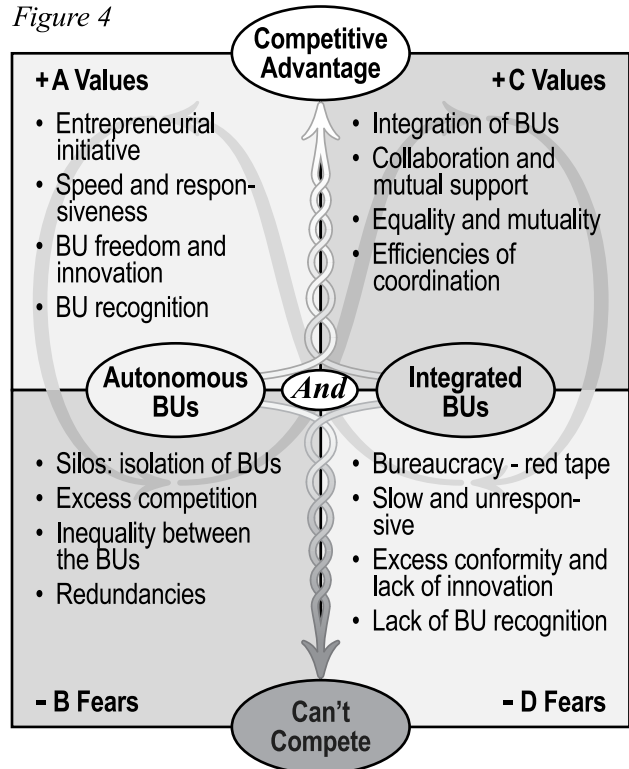 Figure 4
Competitive
Advantage
+A Values
• Entrepreneurial
initiative
• Speed and respon-
siveness
• BU freedom and
innovation
• BU recognition
+C Values
• Integration of BUs
• Collaboration and
mutual support
• Equality and mutuality
• Efficiencies of
coordination
Autonomous
BUs
And
Integrated
BUs
• Silos: isolation of BUs
• Excess competition
• Inequality between
the BUs
• Redundancies
- B Fears
• Bureaucracy - red tape
• Slow and unrespon-
sive
• Excess conformity and
lack of innovation
• Lack of BU recognition
- D Fears
Can't
Compete